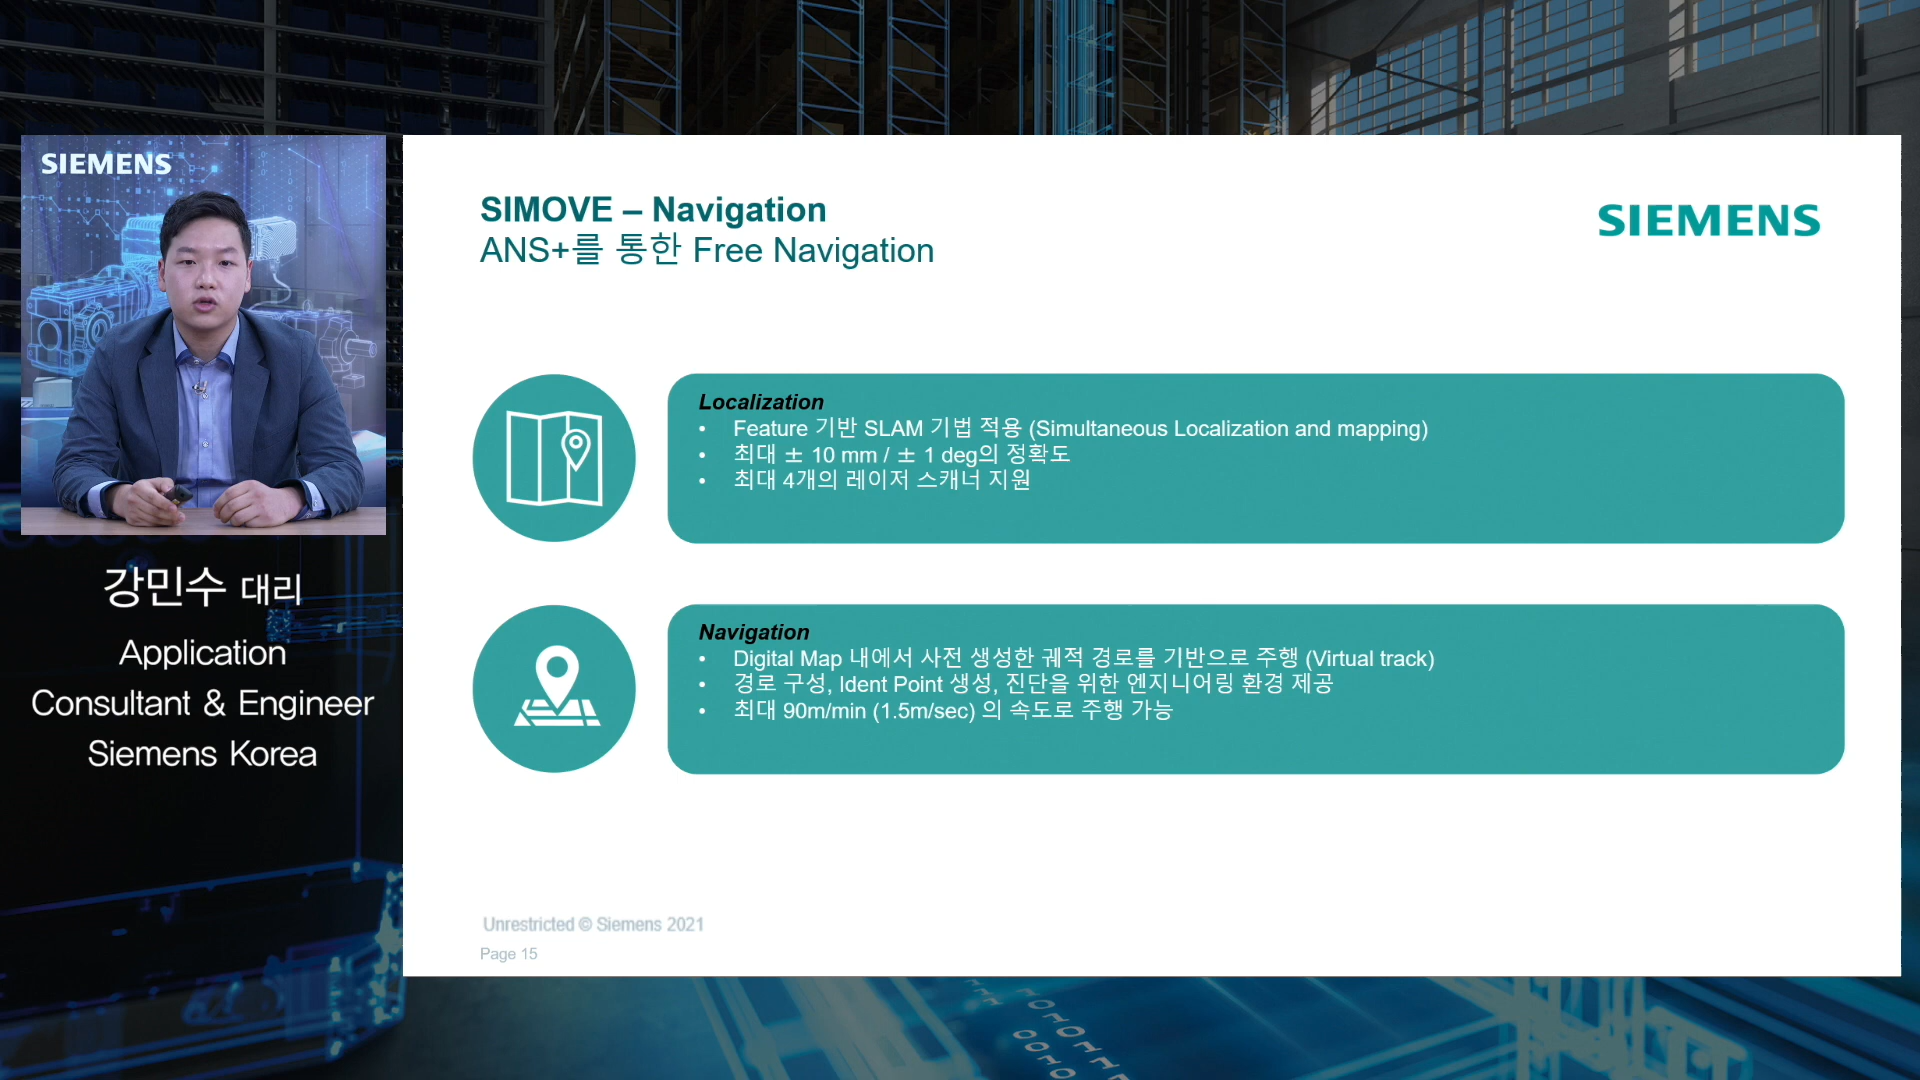 SIEMENS
강민수 대리
Application
Consultant & Engineer
Siemens Korea
SIMOVE – Navigation
ANS+를 통한 Free Navigation
SIEMENS
Localization
• Feature 기반 SLAM 기법 적용 (Simultaneous Localization and mapping)
• 최대 ± 10 mm / ± 1 deg의 정확도
• 최대 4개의 레이저 스캐너 지원
Navigation
• Digital Map 내에서 사전 생성한 궤적 경로를 기반으로 주행 (Virtual track)
• 경로 구성, Ident Point 생성, 진단을 위한 엔지니어링 환경 제공
• 최대 90m/min (1.5m/sec) 의 속도로 주행 가능
Unrestricted © Siemens 2021
Page 15